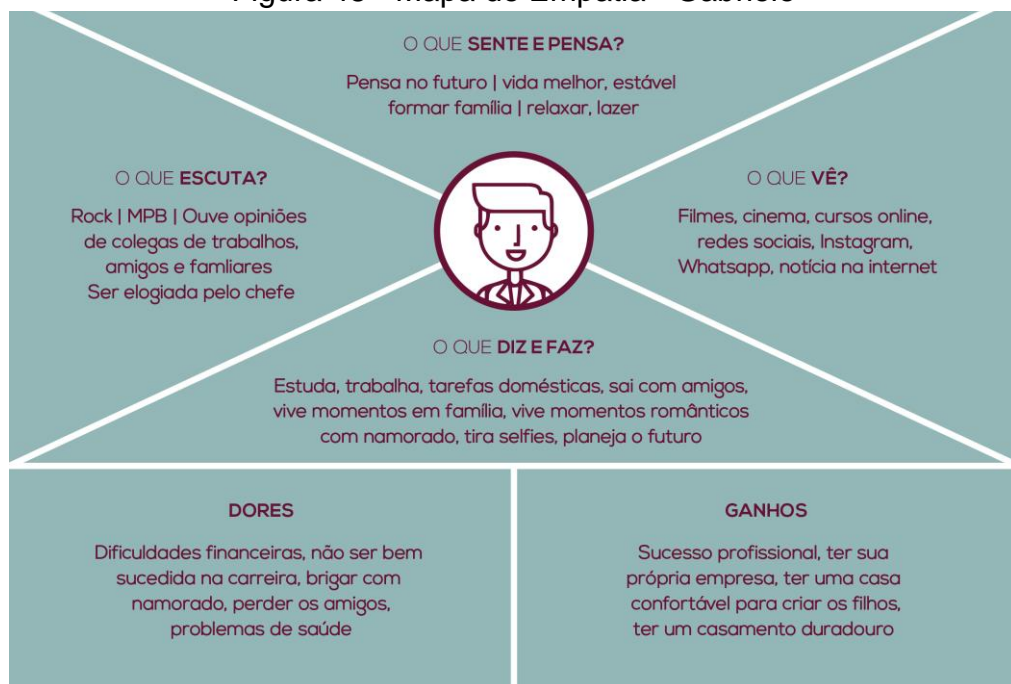 O QUE SENTE E PENSA?
Pensa no futuro | vida melhor, estável
formar família | relaxar, lazer
O QUE ESCUTA?
Rock | MPB | Ouve opiniões
de colegas de trabalhos,
amigos e famliares
Ser elogiada pelo chefe
O QUE VÊ?
Filmes, cinema, cursos online,
redes sociais, Instagram,
Whatsapp, notícia na internet
O QUE DIZ E FAZ?
Estuda, trabalha, tarefas domésticas, sai com amigos,
vive momentos em família, vive momentos românticos
com namorado, tira selfies, planeja o futuro
DORES
Dificuldades financeiras, não ser bem
sucedida na carreira, brigar com
namorado, perder os amigos,
problemas de saúde
GANHOS
Sucesso profissional, ter sua
própria empresa, ter uma casa
confortável para criar os filhos,
ter um casamento duradouro